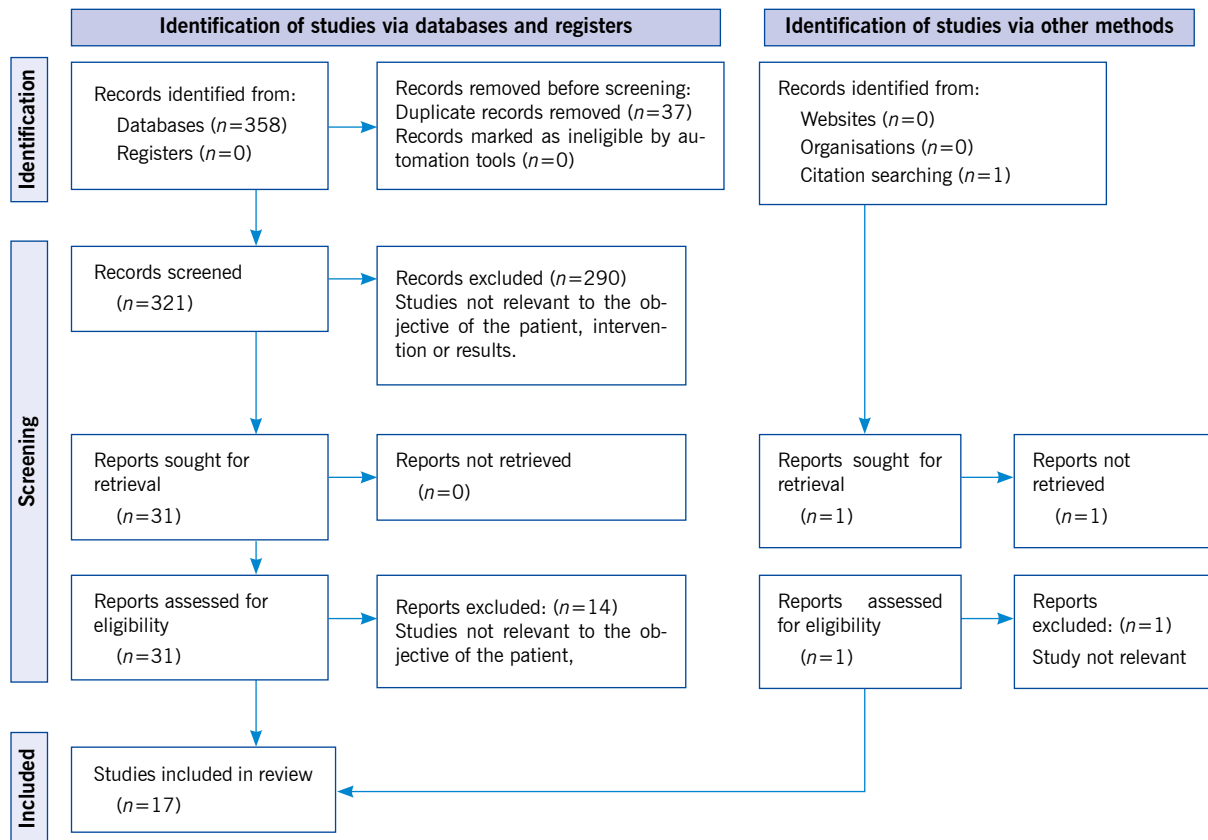 Identification of studies via databases and registers
Identification of studies via other methods
Identification
Records identified from:
Databases (n=358)
Registers (n=0)
Records removed before screening:
Duplicate records removed (n=37)
Records marked as ineligible by au-
tomation tools (n=0)
Records identified from:
Websites (n=0)
Organisations (n=0)
Citation searching (n=1)
Screening
Records screened
(n=321)
Records excluded (n=290)
Studies not relevant to the ob-
jective of the patient, interven-
tion or results.
Reports sought for
retrieval
(n=31)
Reports not retrieved
(n=0)
Reports sought for
retrieval
(n=1)
Reports not
retrieved
(n=1)
Reports assessed for
eligibility
(n=31)
Reports excluded: (n=14)
Studies not relevant to the ob-
jective of the patient,
Reports assessed
for eligibility
(n=1)
Reports
excluded: (n=1)
Study not relevant
Included
Studies included in review
(n=17)